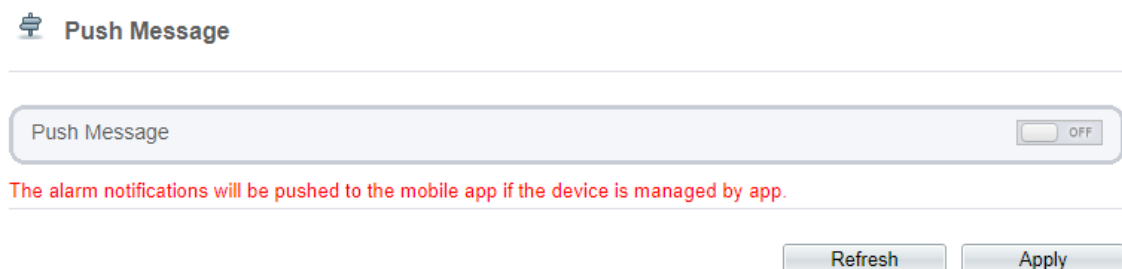 Push Message
Push Message OFF
The alarm notifications will be pushed to the mobile app if the device is managed by app.
Refresh Apply